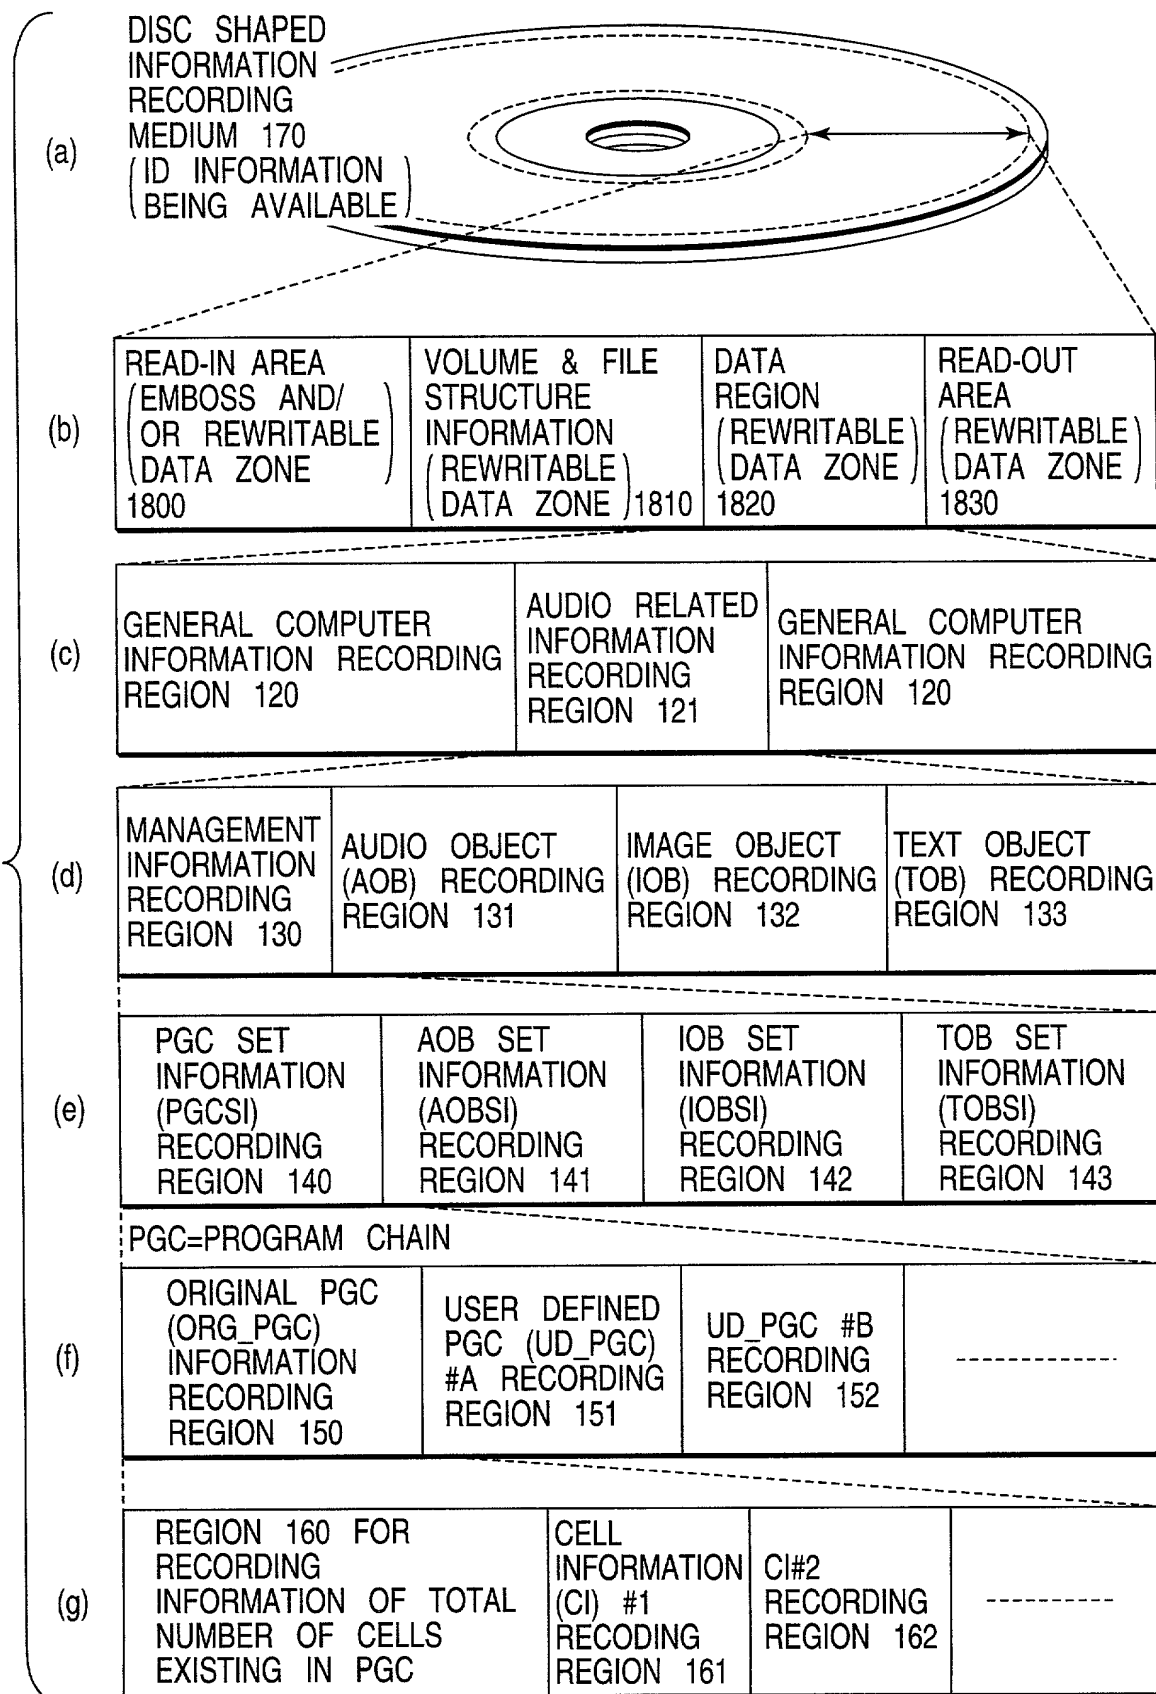 (a)
DISC SHAPED
INFORMATION
RECORDING
MEDIUM 170
(ID INFORMATION
BEING AVAILABLE)
(b)
READ-IN AREA
(EMBOSS AND/
OR REWRITABLE
DATA ZONE)
1800
VOLUME & FILE
STRUCTURE
INFORMATION
(REWRITABLE
DATA ZONE)1810
DATA
REGION
(REWRITABLE
DATA ZONE)
1820
READ-OUT
AREA
(REWRITABLE
DATA ZONE)
1830
(c)
GENERAL COMPUTER
INFORMATION RECORDING
REGION 120
AUDIO RELATED
INFORMATION
RECORDING
REGION 121
GENERAL COMPUTER
INFORMATION RECORDING
REGION 120
(d)
MANAGEMENT
INFORMATION
RECORDING
REGION 130
AUDIO OBJECT
(AOB) RECORDING
REGION 131
IMAGE OBJECT
(IOB) RECORDING
REGION 132
TEXT OBJECT
(TOB) RECORDING
REGION 133
(e)
PGC SET
INFORMATION
(PGCSI)
RECORDING
REGION 140
AOB SET
INFORMATION
(AOBSI)
RECORDING
REGION 141
IOB SET
INFORMATION
(IOBSI)
RECORDING
REGION 142
TOB SET
INFORMATION
(TOBSI)
RECORDING
REGION 143
PGC=PROGRAM CHAIN
(f)
ORIGINAL PGC
(ORG_PGC)
INFORMATION
RECORDING
REGION 150
USER DEFINED
PGC (UD_PGC)
#A RECORDING
REGION 151
UD_PGC #B
RECORDING
REGION 152
(g)
REGION 160 FOR
RECORDING
INFORMATION OF TOTAL
NUMBER OF CELLS
EXISTING IN PGC
CELL
INFORMATION
(CI) #1
RECODING
REGION 161
CI#2
RECORDING
REGION 162